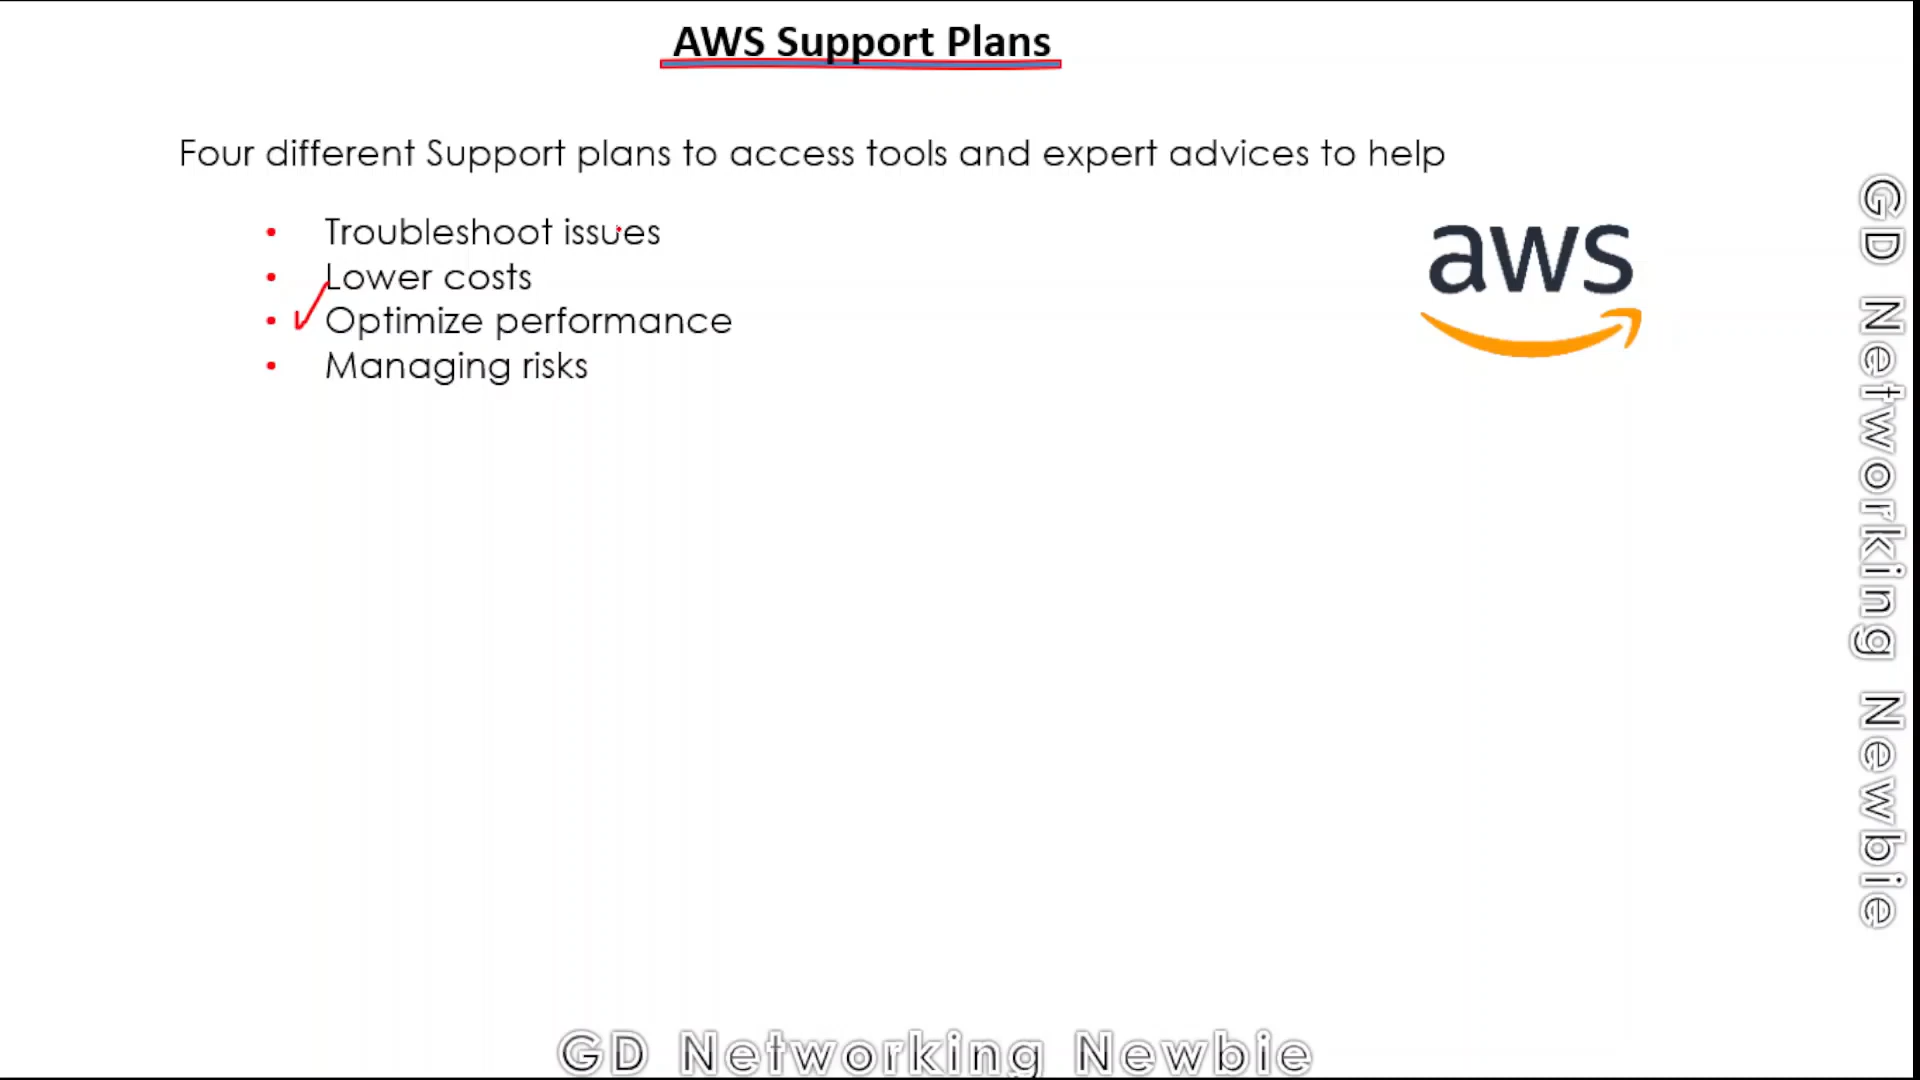 AWS Support Plans
Four different Support plans to access tools and expert advices to help
• Troubleshoot issues
• Lower costs
• Optimize performance
• Managing risks
aws
GD Networking Newbie
GD Networking Newbie